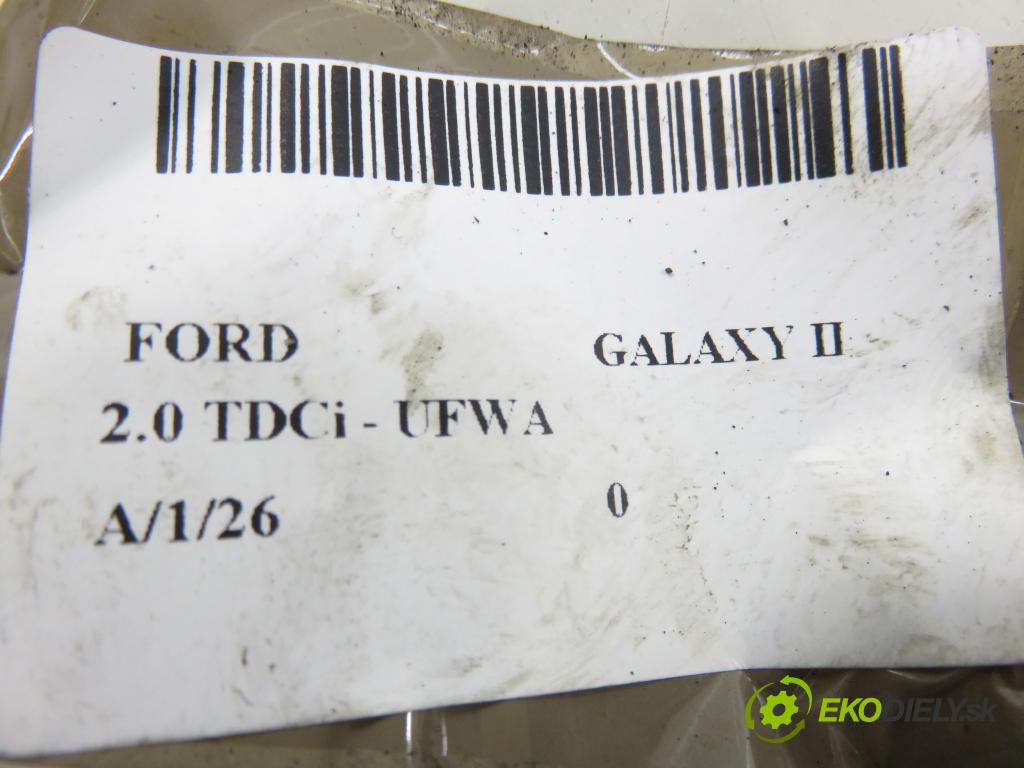 FORD GALAXY II
2.0 TDCi - UFWA
A/1/26 0
EKODIELY.sk